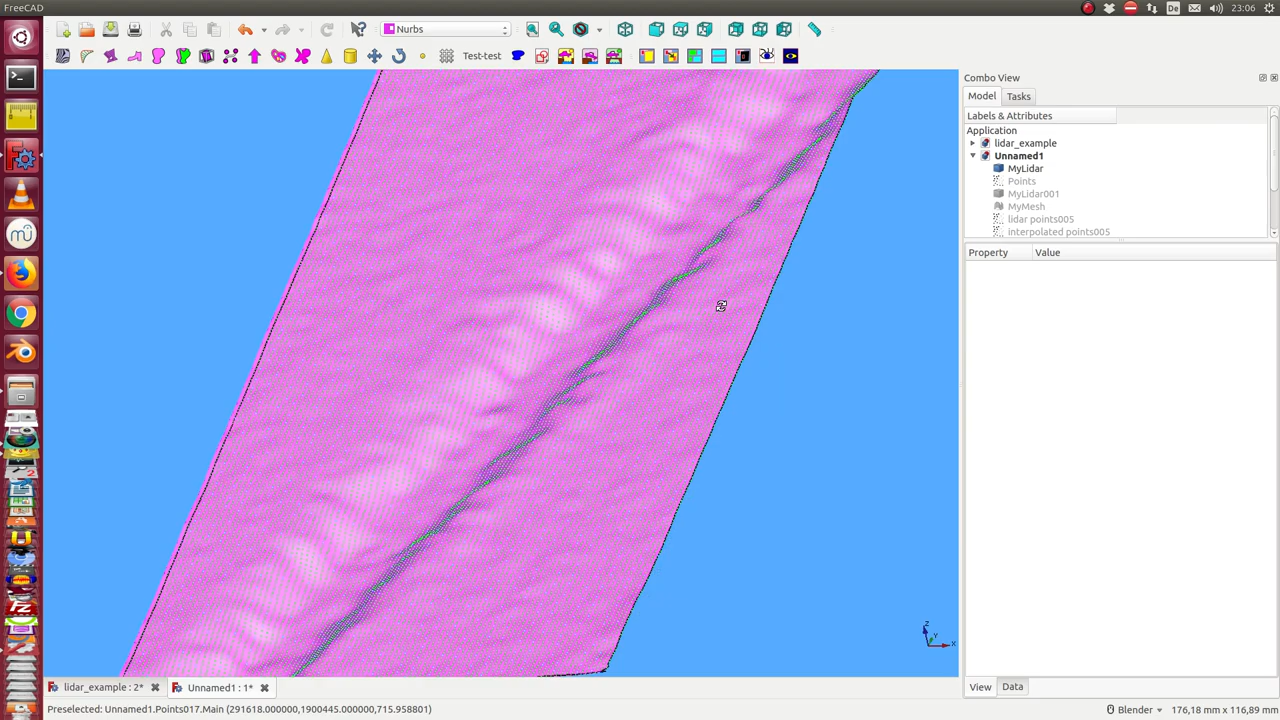 FreeCAD
De
23:06
Nurbs
Test-test
Combo View
Model
Tasks
Labels & Attributes
Application
lidar_example
Unnamed1
MyLidar
Points
MyLidar001
MyMesh
lidar points005
interpolated points005
Property
Value
X
Y
Z
View
Data
lidar_example : 2*
Unnamed1 : 1*
Preselected: Unnamed1.Points017.Main (291618.000000,1900445.000000,715.958801)
Blender
176,18 mm x 116,89 mm